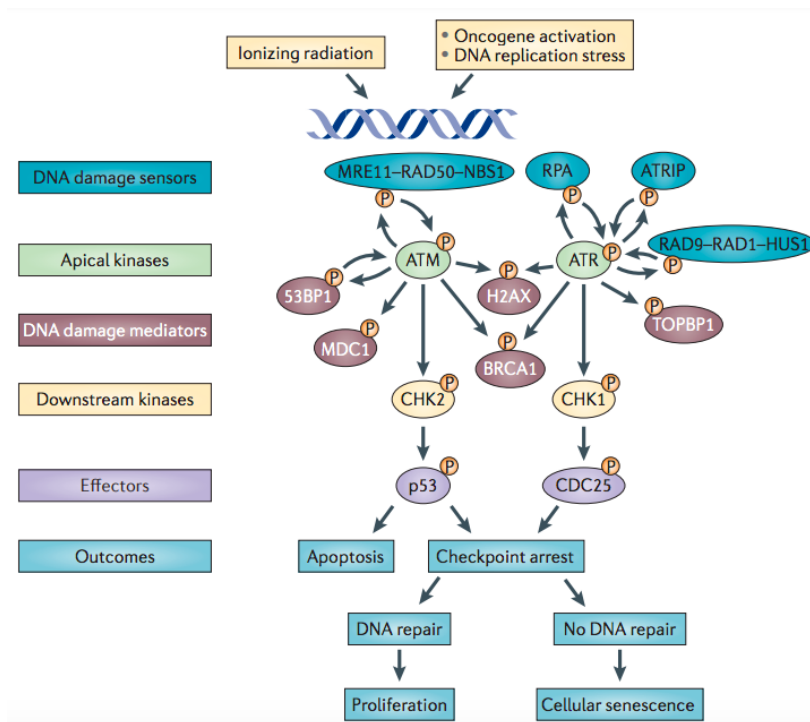 Ionizing radiation
• Oncogene activation
• DNA replication stress
DNA damage sensors
MRE11–RAD50–NBS1
P
RPA
P
ATRIP
P
RAD9–RAD1–HUS1
P
Apical kinases
ATM
P
ATR
P
53BP1
P
H2AX
P
DNA damage mediators
MDC1
P
BRCA1
P
TOPBP1
P
Downstream kinases
CHK2
P
CHK1
P
Effectors
p53
P
CDC25
P
Outcomes
Apoptosis
Checkpoint arrest
DNA repair
No DNA repair
Proliferation
Cellular senescence